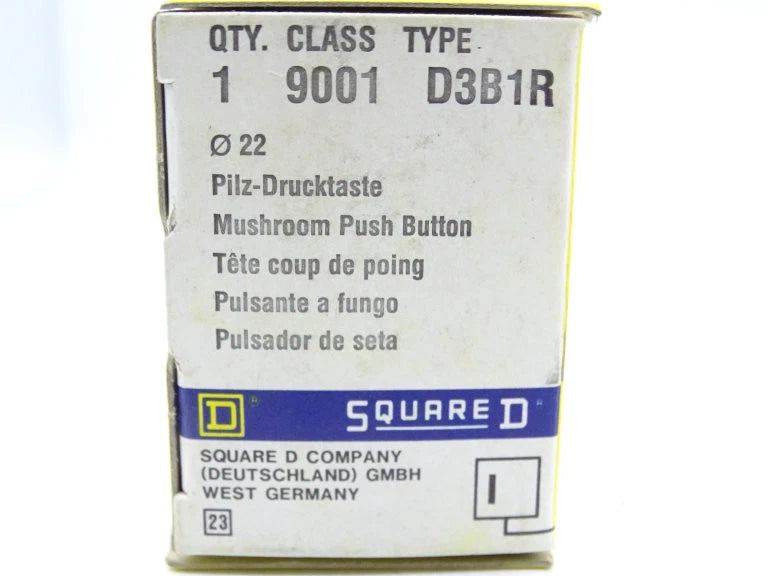 QTY. CLASS TYPE
1 9001 D3B1R
Ø 22
Pilz-Drucktaste
Mushroom Push Button
Tête coup de poing
Pulsante a fungo
Pulsador de seta
D® SQUARE D
SQUARE D COMPANY
(DEUTSCHLAND) GMBH
WEST GERMANY
23
I